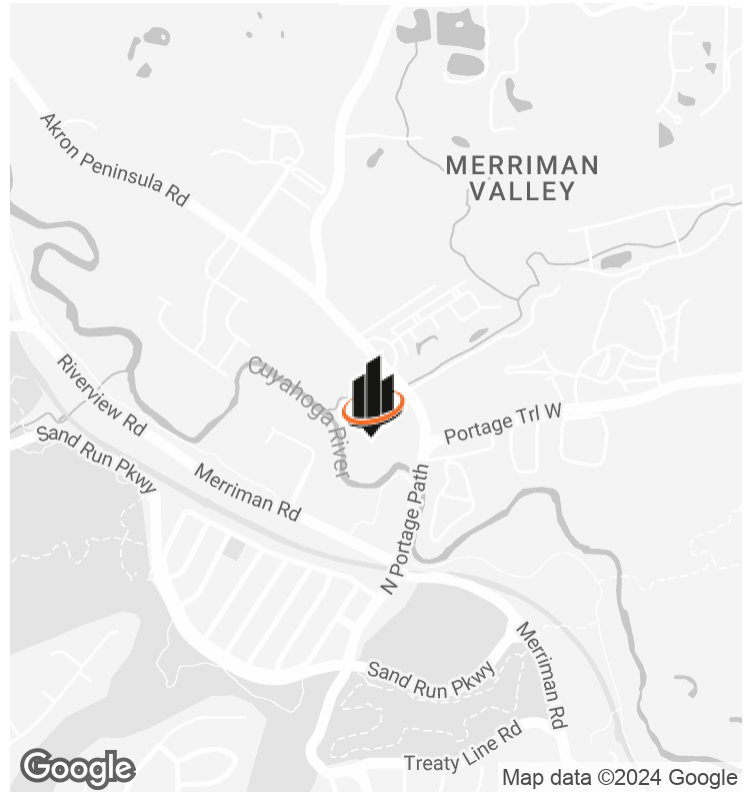 MERRIMAN
VALLEY
Akron Peninsula Rd
Cuyahoga River
Riverview Rd
Portage Trl W
Sand Run Pkwy
Merriman Rd
N Portage Path
Merriman Rd
Sand Run Pkwy
Treaty Line Rd
Google
Map data ©2024 Google